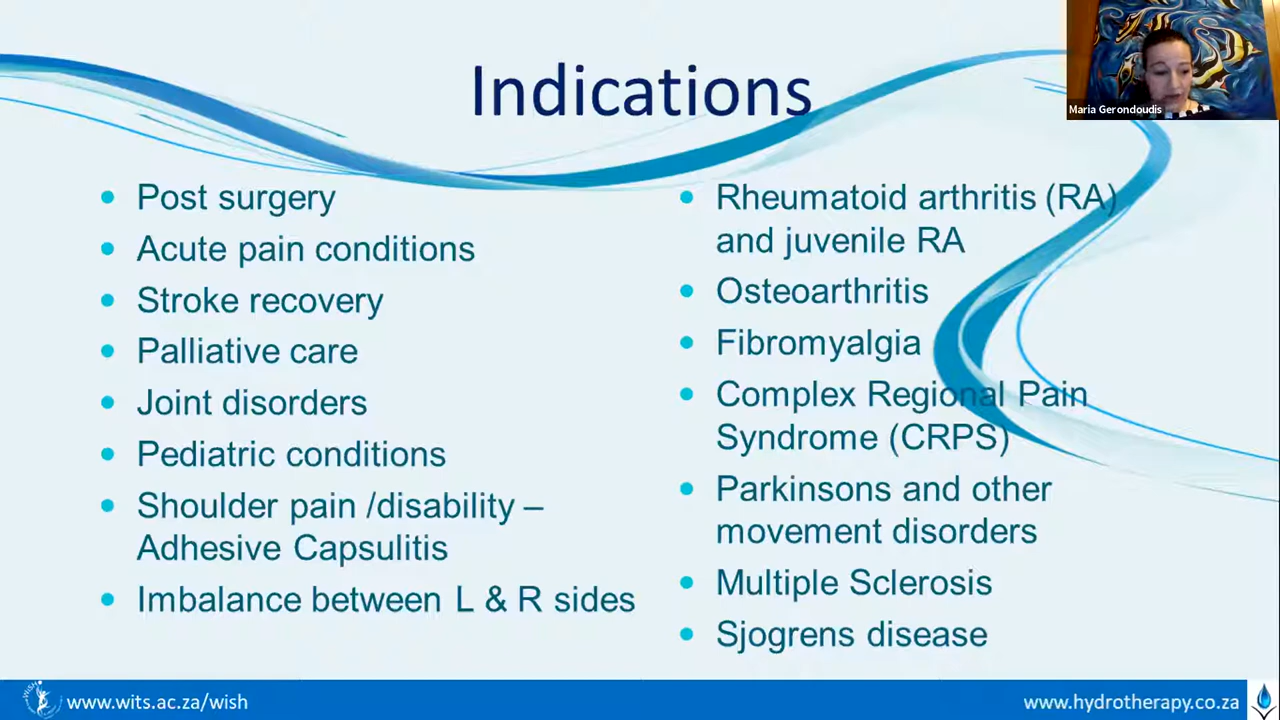 Indications
Maria Gerondoudis
• Post surgery
• Acute pain conditions
• Stroke recovery
• Palliative care
• Joint disorders
• Pediatric conditions
• Shoulder pain /disability –
Adhesive Capsulitis
• Imbalance between L & R sides
• Rheumatoid arthritis (RA)
and juvenile RA
• Osteoarthritis
• Fibromyalgia
• Complex Regional Pain
Syndrome (CRPS)
• Parkinsons and other
movement disorders
• Multiple Sclerosis
• Sjogrens disease
www.wits.ac.za/wish
www.hydrotherapy.co.za